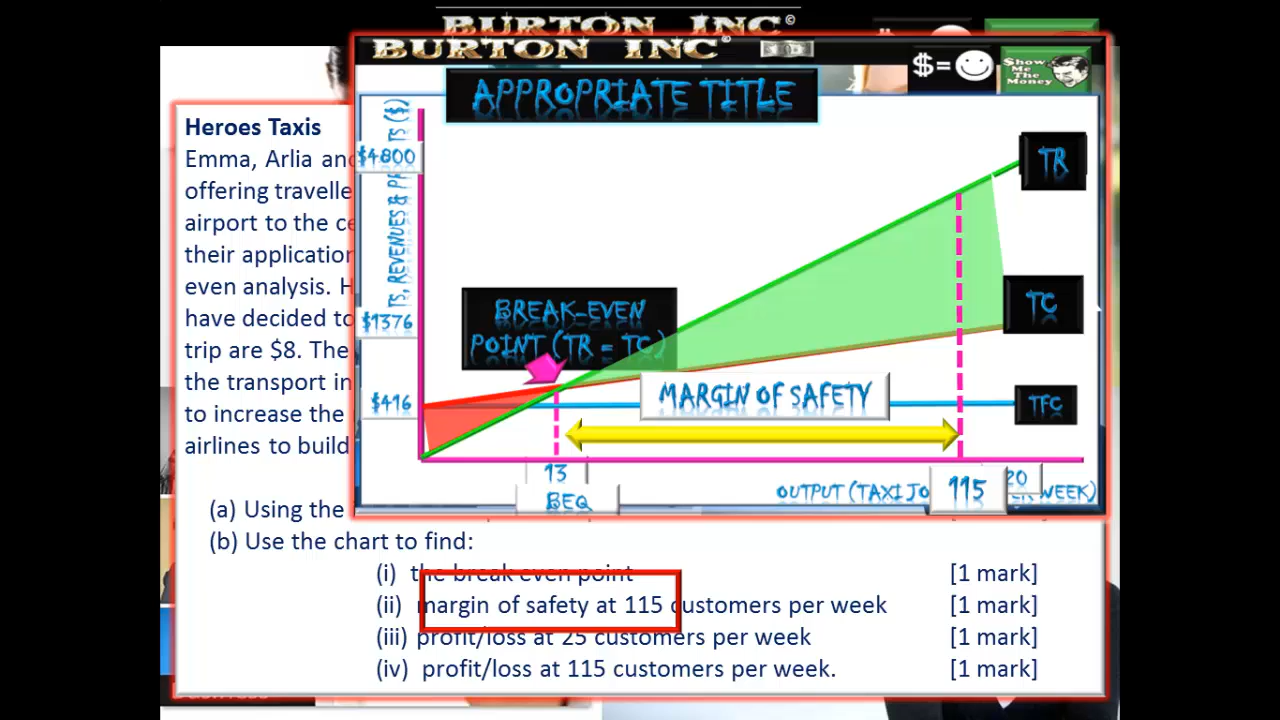 BURTON INC©
BURTON INC©
$=
Show
Me The
Money
APPROPRIATE TITLE
TS, REVENUES & PR TS ($)
$4800
$1376
$416
TR
TC
TFC
BREAK-EVEN
POINT (TR = TC)
MARGIN OF SAFETY
13
BEQ
115
20
OUTPUT (TAXI JO ER WEEK)
Heroes Taxis
Emma, Arlia and
offering travelle
airport to the ce
their application
even analysis. H
have decided to
trip are $8. The
the transport in
to increase the
airlines to build
(a) Using the
(b) Use the chart to find:
(i) the break even point [1 mark]
(ii) margin of safety at 115 customers per week [1 mark]
(iii) profit/loss at 25 customers per week [1 mark]
(iv) profit/loss at 115 customers per week. [1 mark]